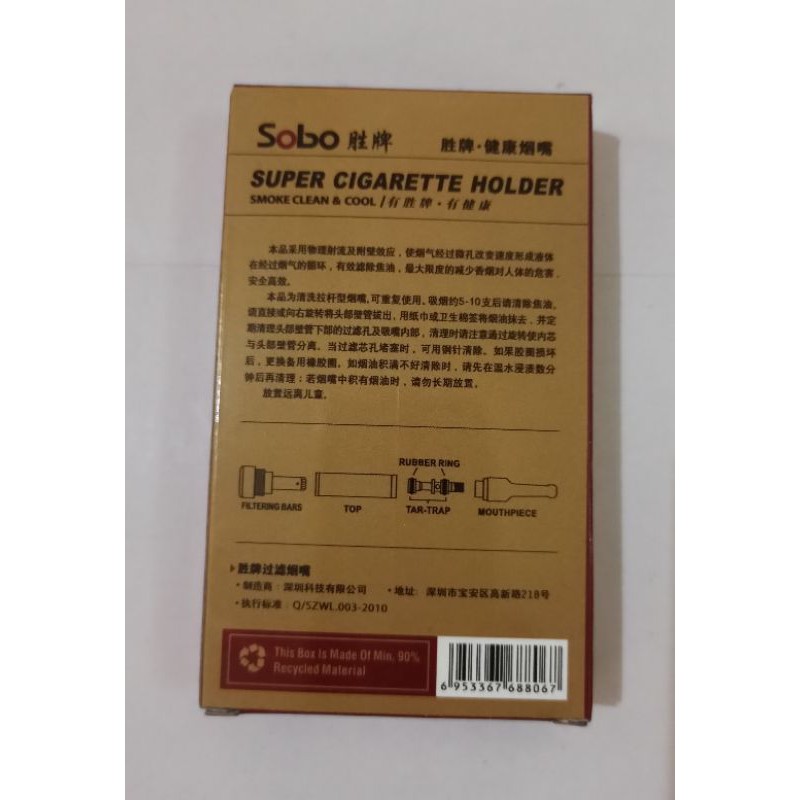 Sobo 胜牌
胜牌·健康烟嘴
SUPER CIGARETTE HOLDER
SMOKE CLEAN & COOL / 有胜牌·有健康
本品采用物理射流及附壁效应，使烟气经过微孔改变速度形成液体
在经过烟气的循环，有效滤除焦油，最大限度的减少香烟对人体的危害，
安全高效。
本品为清洗拉杆型烟嘴，可重复使用。吸烟约5-10支后请清除焦油，
请直接或向右旋转将头部壁管拔出，用纸巾或卫生棉签将烟油抹去，并定
期清理头部壁管下部的过滤孔及吸嘴内部，清理时请注意通过旋转使内芯
与头部壁管分离。当过滤芯孔堵塞时，可用钢针清除。如果胶圈损坏
后，更换备用橡胶圈。如烟油积满不好清除时，请先在温水浸渍数分
钟后再清理；若烟嘴中积有烟油时，请勿长期放置。
放置远离儿童。
RUBBER RING
FILTERING BARS
TOP
TAR-TRAP
MOUTHPIECE
胜牌过滤烟嘴
·制造商：深圳科技有限公司 ·地址：深圳市宝安区高新路218号
·执行标准：Q/SZWL.003-2010
This Box is Made Of Min. 90%
Recycled Material
6 953367 688067